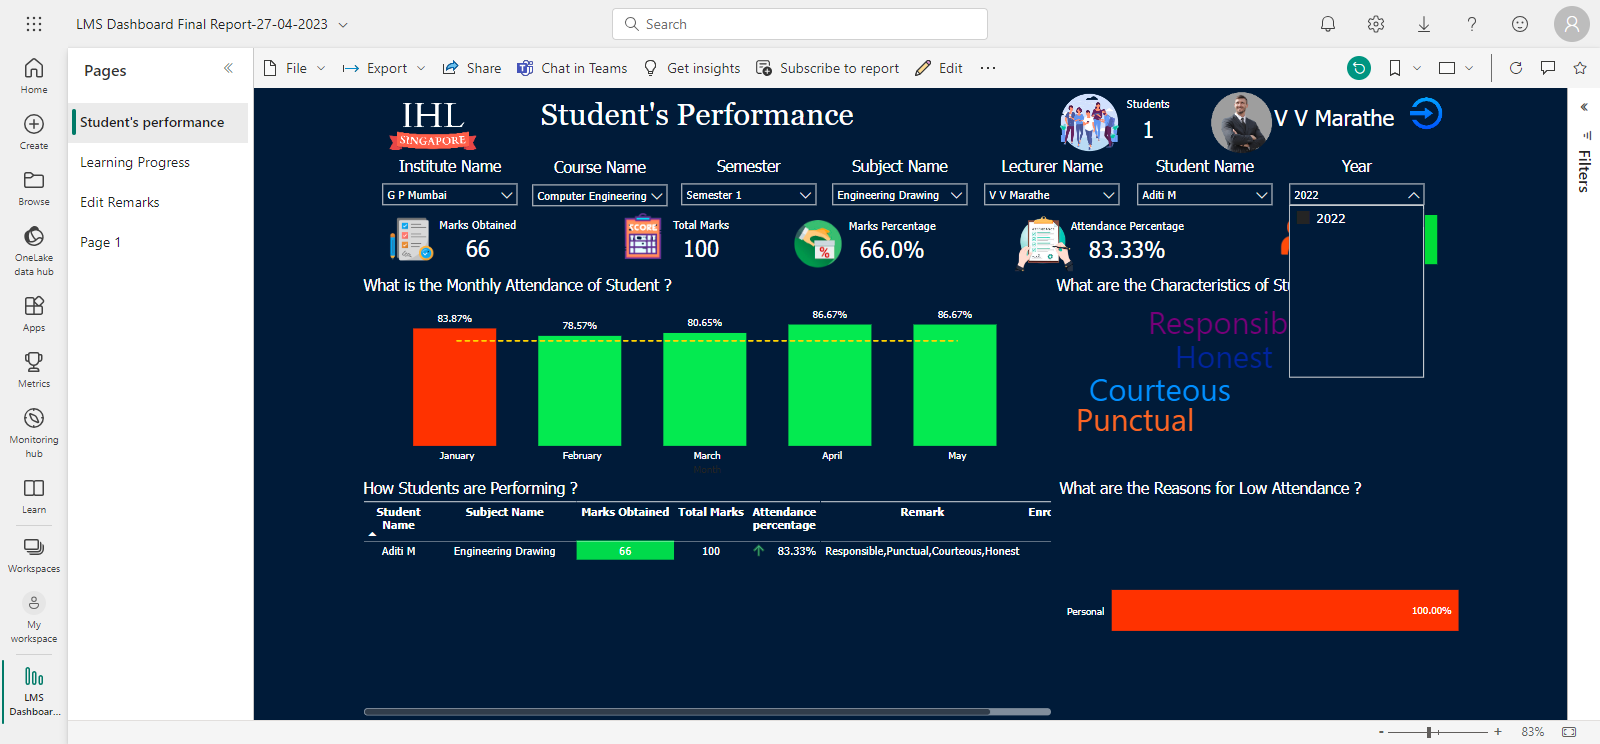 LMS Dashboard Final Report-27-04-2023
Search
Home
Create
Browse
OneLake
data hub
Apps
Metrics
Monitoring
hub
Learn
Workspaces
My
workspace
LMS
Dashboar...
Pages
Student's performance
Learning Progress
Edit Remarks
Page 1
File
Export
Share
Chat in Teams
Get insights
Subscribe to report
Edit
IHL
SINGAPORE
Student's Performance
Students
1
V V Marathe
Institute Name
Course Name
Semester
Subject Name
Lecturer Name
Student Name
Year
G P Mumbai
Computer Engineering
Semester 1
Engineering Drawing
V V Marathe
Aditi M
2022
2022
Marks Obtained
66
Total Marks
100
Marks Percentage
66.0%
Attendance Percentage
83.33%
What is the Monthly Attendance of Student ?
83.87%
78.57%
80.65%
86.67%
86.67%
January
February
March
April
May
Month
What are the Characteristics of St
Responsib
Honest
Courteous
Punctual
How Students are Performing ?
Student Name
Subject Name
Marks Obtained
Total Marks
Attendance percentage
Remark
Enro
Aditi M
Engineering Drawing
66
100
83.33%
Responsible,Punctual,Courteous,Honest
What are the Reasons for Low Attendance ?
Personal
100.00%
Filters
83%